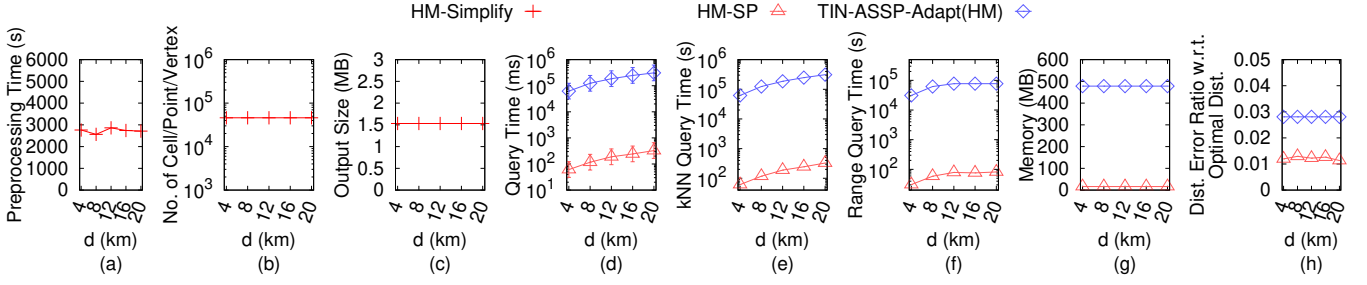 HM-Simplify HM-SP TIN-ASSP-Adapt(HM)
Preprocessing Time (s)
6000
5000
4000
3000
2000
1000
0
4 8 12 16 20
d (km)
(a)
No. of Cell/Point/Vertex
10^6
10^5
10^4
10^3
4 8 12 16 20
d (km)
(b)
Output Size (MB)
3
2.5
2
1.5
1
0.5
0
4 8 12 16 20
d (km)
(c)
Query Time (ms)
10^6
10^5
10^4
10^3
10^2
10^1
4 8 12 16 20
d (km)
(d)
kNN Query Time (s)
10^6
10^5
10^4
10^3
10^2
4 8 12 16 20
d (km)
(e)
Range Query Time (s)
10^5
10^4
10^3
10^2
4 8 12 16 20
d (km)
(f)
Memory (MB)
600
500
400
300
200
100
0
4 8 12 16 20
d (km)
(g)
Dist. Error Ratio w.r.t.
Optimal Dist.
0.05
0.04
0.03
0.02
0.01
0
4 8 12 16 20
d (km)
(h)